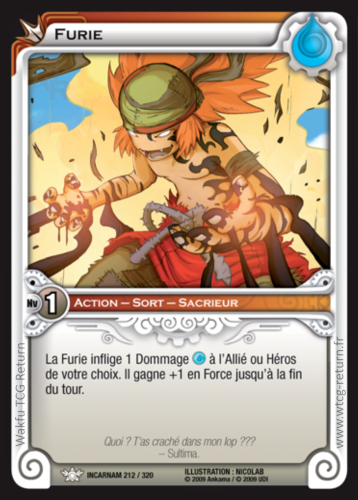 Furie
Nv 1
Action – Sort – Sacrieur
La Furie inflige 1 Dommage à l'Allié ou Héros
de votre choix. Il gagne +1 en Force jusqu'à la fin
du tour.
Quoi ? T'as craché dans mon lop ???
– Sultima.
INCARNAM 212 / 320
ILLUSTRATION : NICOLAB
© 2009 Ankama / © 2009 UDI
Wakfu TCG Return
www.wtcg-return.fr